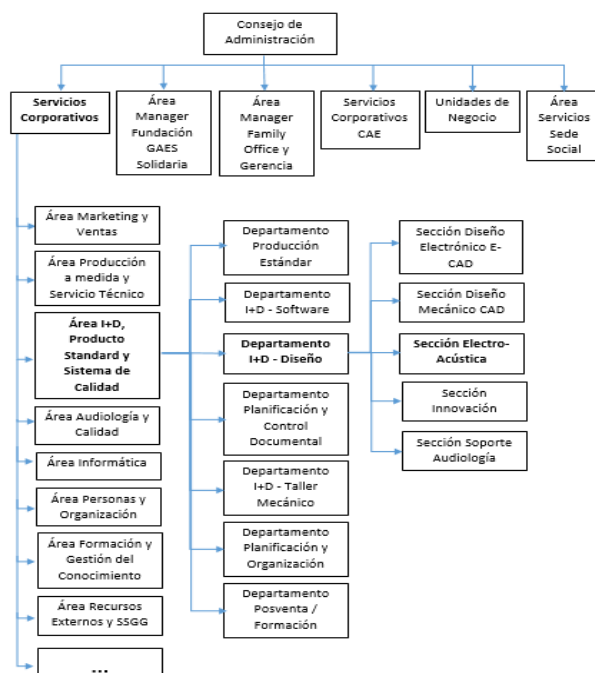 Consejo de
Administración
Servicios
Corporativos
Área
Manager
Fundación
GAES
Solidaria
Área
Manager
Family
Office y
Gerencia
Servicios
Corporativos
CAE
Unidades de
Negocio
Área
Servicios
Sede
Social
Área Marketing y
Ventas
Área Producción
a medida y
Servicio Técnico
Área I+D,
Producto
Standard y
Sistema de
Calidad
Área Audiología y
Calidad
Área Informática
Área Personas y
Organización
Área Formación y
Gestión del
Conocimiento
Área Recursos
Externos y SSGG
...
Departamento
Producción
Estándar
Departamento
I+D - Software
Departamento
I+D - Diseño
Departamento
Planificación y
Control
Documental
Departamento
I+D - Taller
Mecánico
Departamento
Planificación y
Organización
Departamento
Posventa /
Formación
Sección Diseño
Electrónico E-
CAD
Sección Diseño
Mecánico CAD
Sección Electro-
Acústica
Sección
Innovación
Sección Soporte
Audiología